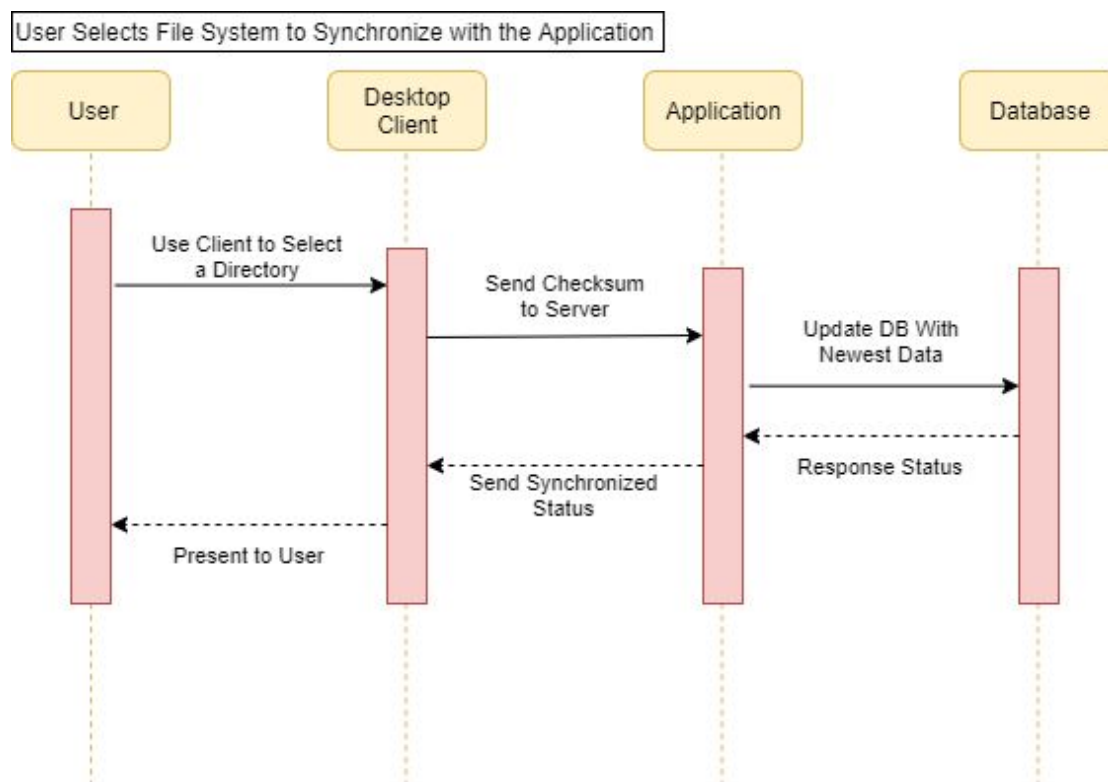 User Selects File System to Synchronize with the Application
User
Desktop
Client
Application
Database
Use Client to Select
a Directory
Send Checksum
to Server
Update DB With
Newest Data
Response Status
Send Synchronized
Status
Present to User